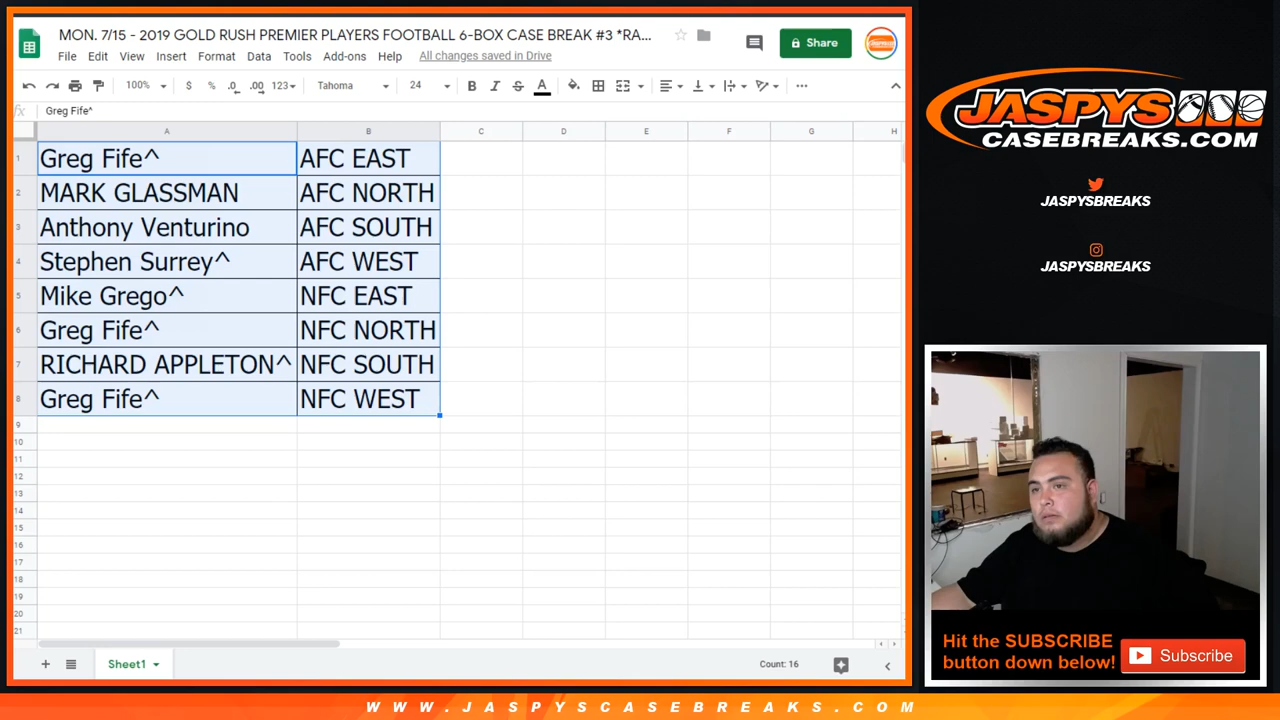 MON. 7/15 - 2019 GOLD RUSH PREMIER PLAYERS FOOTBALL 6-BOX CASE BREAK #3 *RA...
File Edit View Insert Format Data Tools Add-ons Help All changes saved in Drive
Share
100% $ % .0 .00 123 Tahoma 24 B I S A ...
fx Greg Fife^
A B C D E F G H
1 Greg Fife^ AFC EAST
2 MARK GLASSMAN AFC NORTH
3 Anthony Venturino AFC SOUTH
4 Stephen Surrey^ AFC WEST
5 Mike Grego^ NFC EAST
6 Greg Fife^ NFC NORTH
7 RICHARD APPLETON^ NFC SOUTH
8 Greg Fife^ NFC WEST
9
10
11
12
13
14
15
16
17
18
19
20
21
Sheet1
Count: 16
JASPYS
CASEBREAKS.COM
JASPYSBREAKS
JASPYSBREAKS
Hit the SUBSCRIBE
button down below!
Subscribe
WWW.JASPYSCASEBREAKS.COM